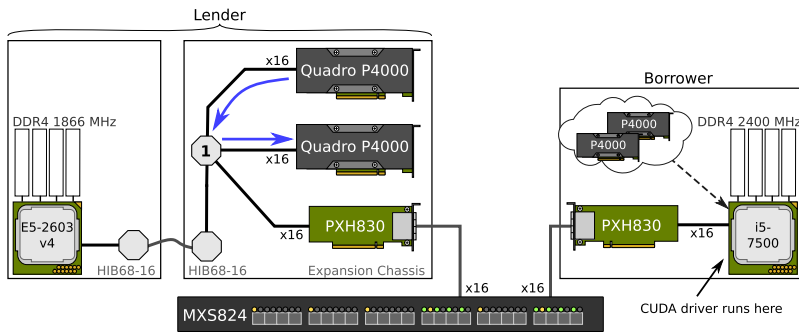 Lender
x16
Quadro P4000
DDR4 1866 MHz
1
Quadro P4000
x16
E5-2603
v4
HIB68-16
HIB68-16
x16
PXH830
Expansion Chassis
Borrower
P4000
P4000
DDR4 2400 MHz
PXH830
x16
i5-
7500
x16
x16
MXS824
CUDA driver runs here